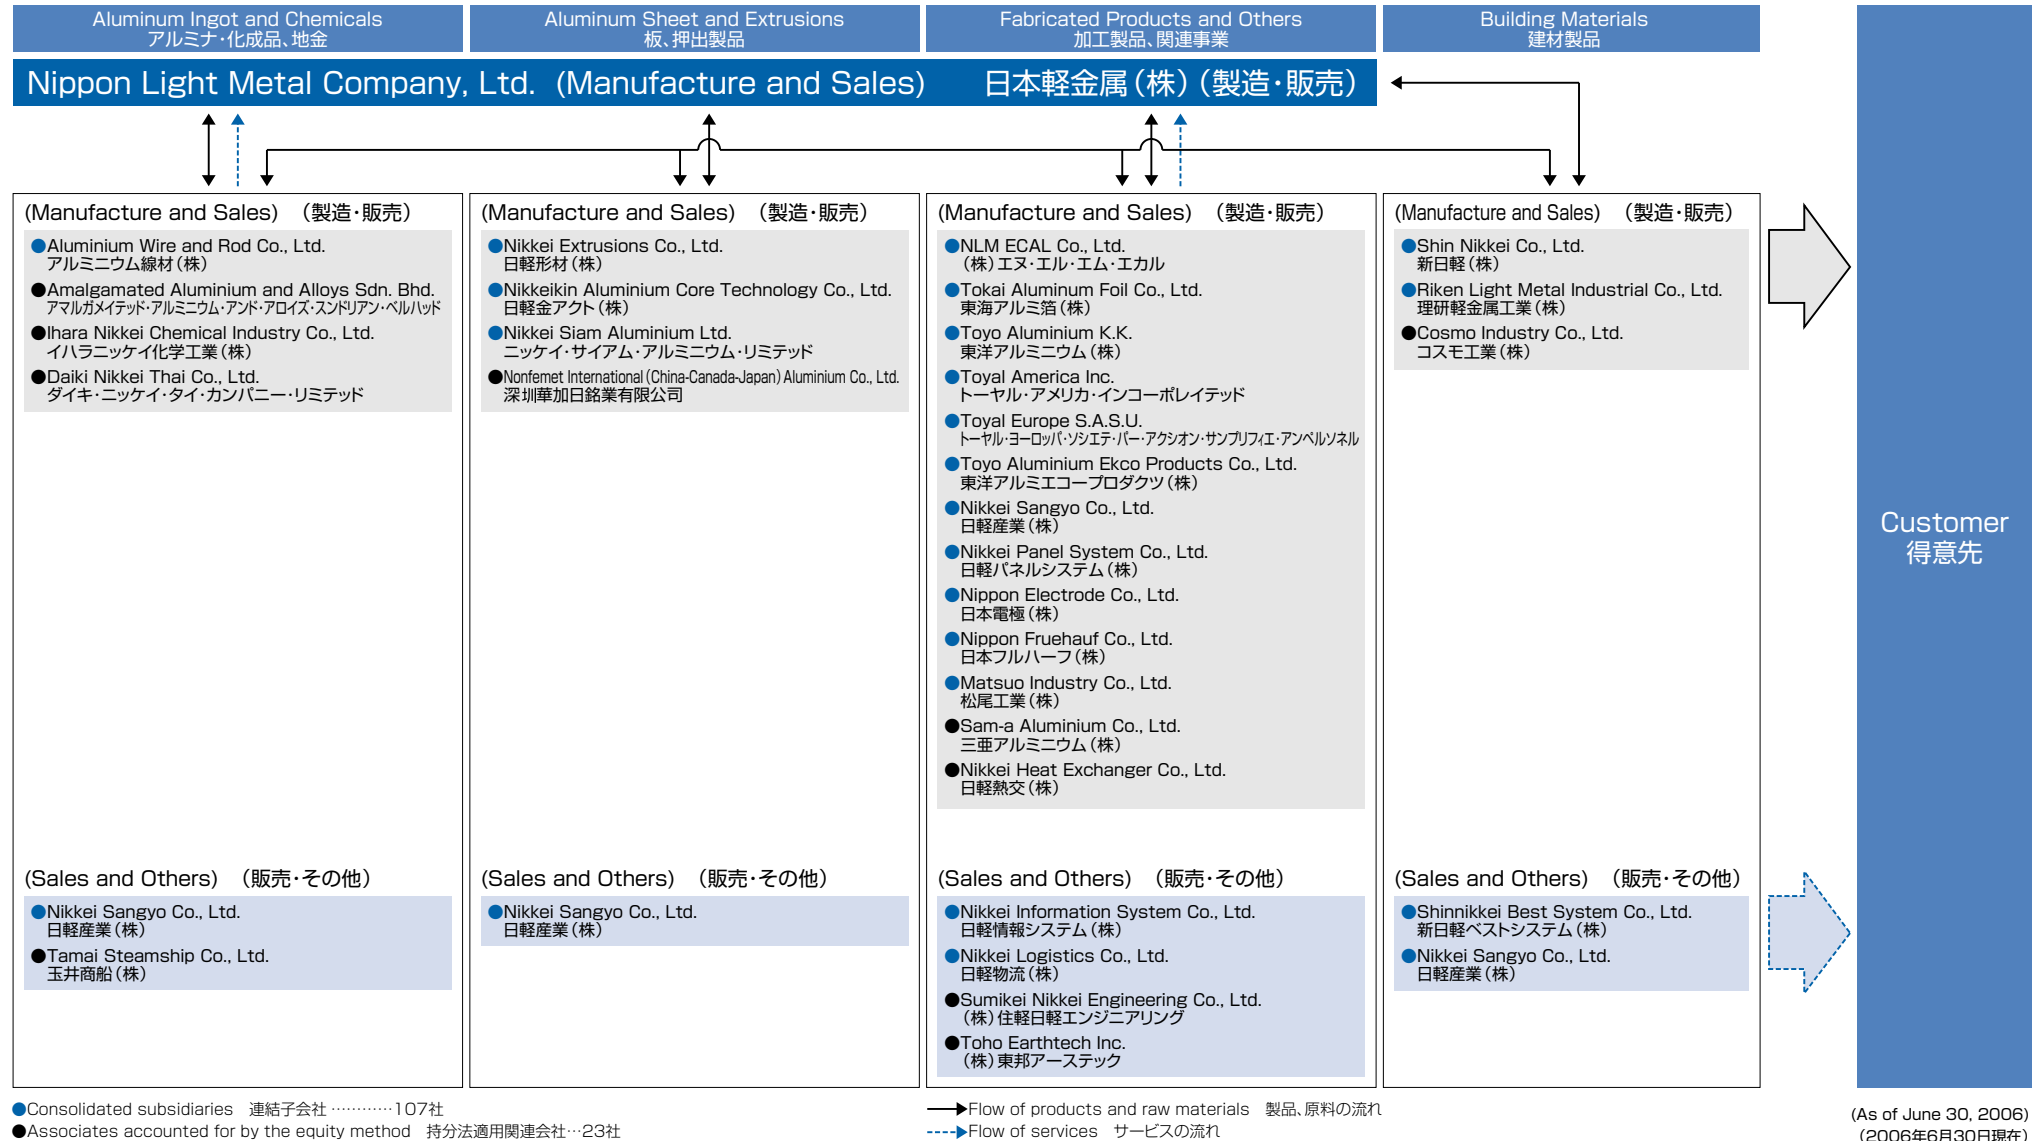 Aluminum Ingot and Chemicals
アルミナ・化成品、地金
Aluminum Sheet and Extrusions
板、押出製品
Fabricated Products and Others
加工製品、関連事業
Building Materials
建材製品
Nippon Light Metal Company, Ltd. (Manufacture and Sales) 日本軽金属（株）（製造・販売）
(Manufacture and Sales) （製造・販売）
●Aluminium Wire and Rod Co., Ltd.
アルミニウム線材（株）
●Amalgamated Aluminium and Alloys Sdn. Bhd.
アマルガメイテッド・アルミニウム・アンド・アロイズ・スンドリアン・ベルハッド
●Ihara Nikkei Chemical Industry Co., Ltd.
イハラニッケイ化学工業（株）
●Daiki Nikkei Thai Co., Ltd.
ダイキ・ニッケイ・タイ・カンパニー・リミテッド
(Sales and Others) （販売・その他）
●Nikkei Sangyo Co., Ltd.
日軽産業（株）
●Tamai Steamship Co., Ltd.
玉井商船（株）
(Manufacture and Sales) （製造・販売）
●Nikkei Extrusions Co., Ltd.
日軽形材（株）
●Nikkeikin Aluminium Core Technology Co., Ltd.
日軽金アクト（株）
●Nikkei Siam Aluminium Ltd.
ニッケイ・サイアム・アルミニウム・リミテッド
●Nonfemet International (China-Canada-Japan) Aluminium Co., Ltd.
深圳華加日鋁業有限公司
(Sales and Others) （販売・その他）
●Nikkei Sangyo Co., Ltd.
日軽産業（株）
(Manufacture and Sales) （製造・販売）
●NLM ECAL Co., Ltd.
（株）エヌ・エル・エム・エカル
●Tokai Aluminum Foil Co., Ltd.
東海アルミ箔（株）
●Toyo Aluminium K.K.
東洋アルミニウム（株）
●Toyal America Inc.
トーヤル・アメリカ・インコーポレイテッド
●Toyal Europe S.A.S.U.
トーヤル・ヨーロッパ・ソシエテ・パー・アクシオン・サンプリフィエ・アンペルソネル
●Toyo Aluminium Ekco Products Co., Ltd.
東洋アルミエコープロダクツ（株）
●Nikkei Sangyo Co., Ltd.
日軽産業（株）
●Nikkei Panel System Co., Ltd.
日軽パネルシステム（株）
●Nippon Electrode Co., Ltd.
日本電極（株）
●Nippon Fruehauf Co., Ltd.
日本フルハーフ（株）
●Matsuo Industry Co., Ltd.
松尾工業（株）
●Sam-a Aluminium Co., Ltd.
三亜アルミニウム（株）
●Nikkei Heat Exchanger Co., Ltd.
日軽熱交（株）
(Sales and Others) （販売・その他）
●Nikkei Information System Co., Ltd.
日軽情報システム（株）
●Nikkei Logistics Co., Ltd.
日軽物流（株）
●Sumikei Nikkei Engineering Co., Ltd.
（株）住軽日軽エンジニアリング
●Toho Earthtech Inc.
（株）東邦アーステック
(Manufacture and Sales) （製造・販売）
●Shin Nikkei Co., Ltd.
新日軽（株）
●Riken Light Metal Industrial Co., Ltd.
理研軽金属工業（株）
●Cosmo Industry Co., Ltd.
コスモ工業（株）
(Sales and Others) （販売・その他）
●Shinnikkei Best System Co., Ltd.
新日軽ベストシステム（株）
●Nikkei Sangyo Co., Ltd.
日軽産業（株）
Customer
得意先
●Consolidated subsidiaries 連結子会社 …………107社
●Associates accounted for by the equity method 持分法適用関連会社…23社
Flow of products and raw materials 製品、原料の流れ
Flow of services サービスの流れ
(As of June 30, 2006)
（2006年6月30日現在）